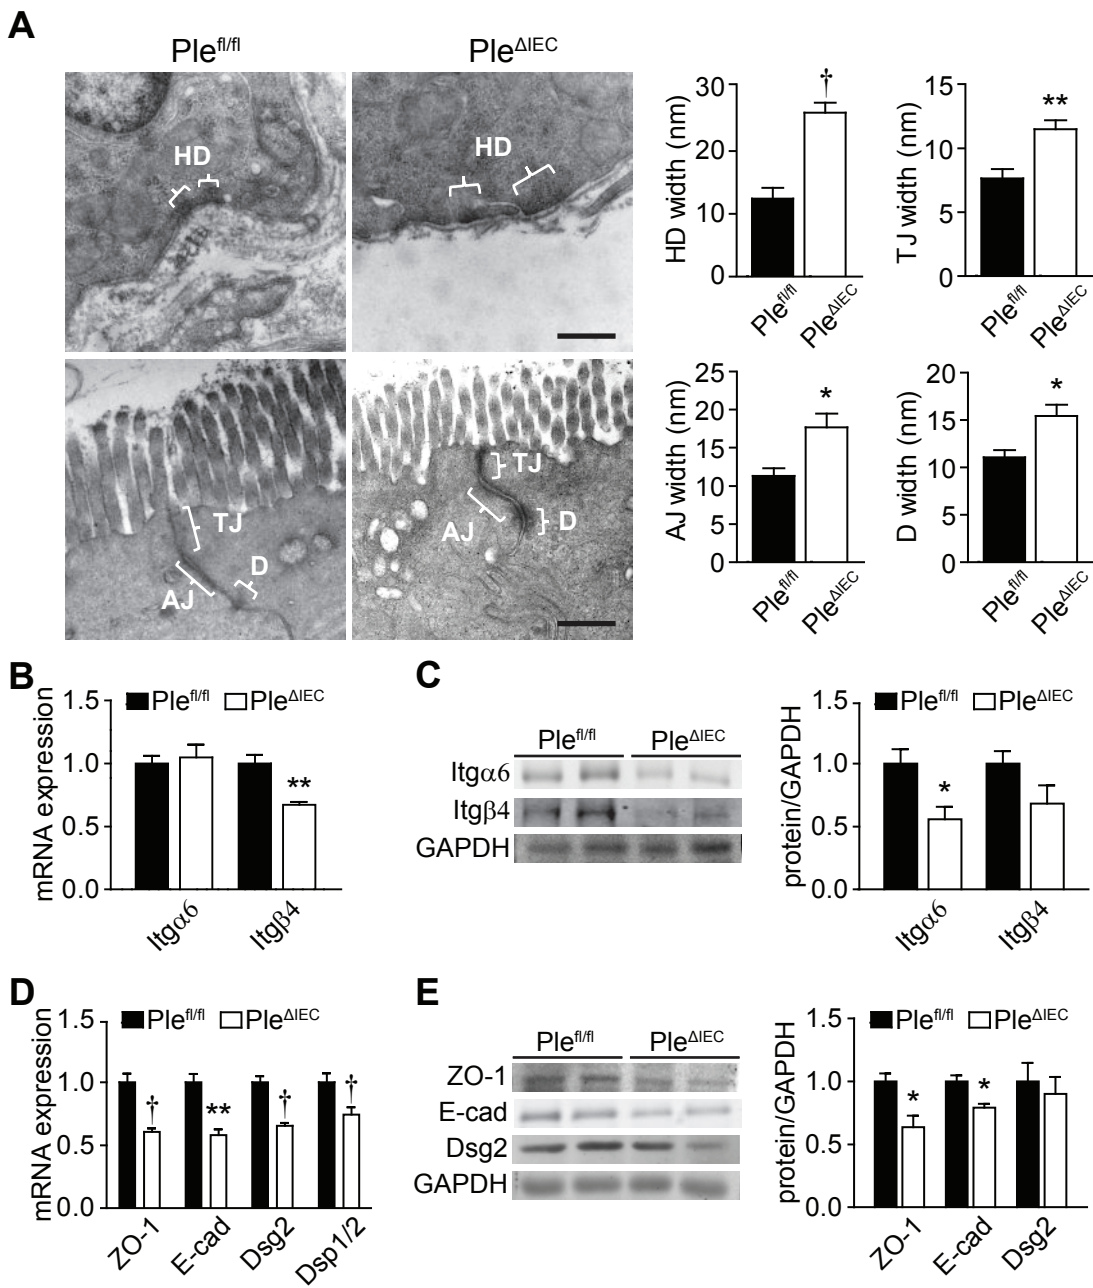 A
Ple^fl/fl
Ple^ΔIEC
HD
HD
TJ
AJ
D
TJ
AJ
D
HD width (nm)
30
20
10
0
†
Ple^fl/fl
Ple^ΔIEC
TJ width (nm)
15
10
5
0
**
Ple^fl/fl
Ple^ΔIEC
AJ width (nm)
25
20
15
10
5
0
*
Ple^fl/fl
Ple^ΔIEC
D width (nm)
20
15
10
5
0
*
Ple^fl/fl
Ple^ΔIEC
B
mRNA expression
1.5
1.0
0.5
0.0
Ple^fl/fl Ple^ΔIEC
**
Itgα6
Itgβ4
C
Ple^fl/fl
Ple^ΔIEC
Itgα6
Itgβ4
GAPDH
protein/GAPDH
1.5
1.0
0.5
0.0
Ple^fl/fl Ple^ΔIEC
*
Itgα6
Itgβ4
D
mRNA expression
1.5
1.0
0.5
0.0
Ple^fl/fl Ple^ΔIEC
† ** † †
ZO-1
E-cad
Dsg2
Dsp1/2
E
Ple^fl/fl
Ple^ΔIEC
ZO-1
E-cad
Dsg2
GAPDH
protein/GAPDH
1.5
1.0
0.5
0.0
Ple^fl/fl Ple^ΔIEC
* *
ZO-1
E-cad
Dsg2